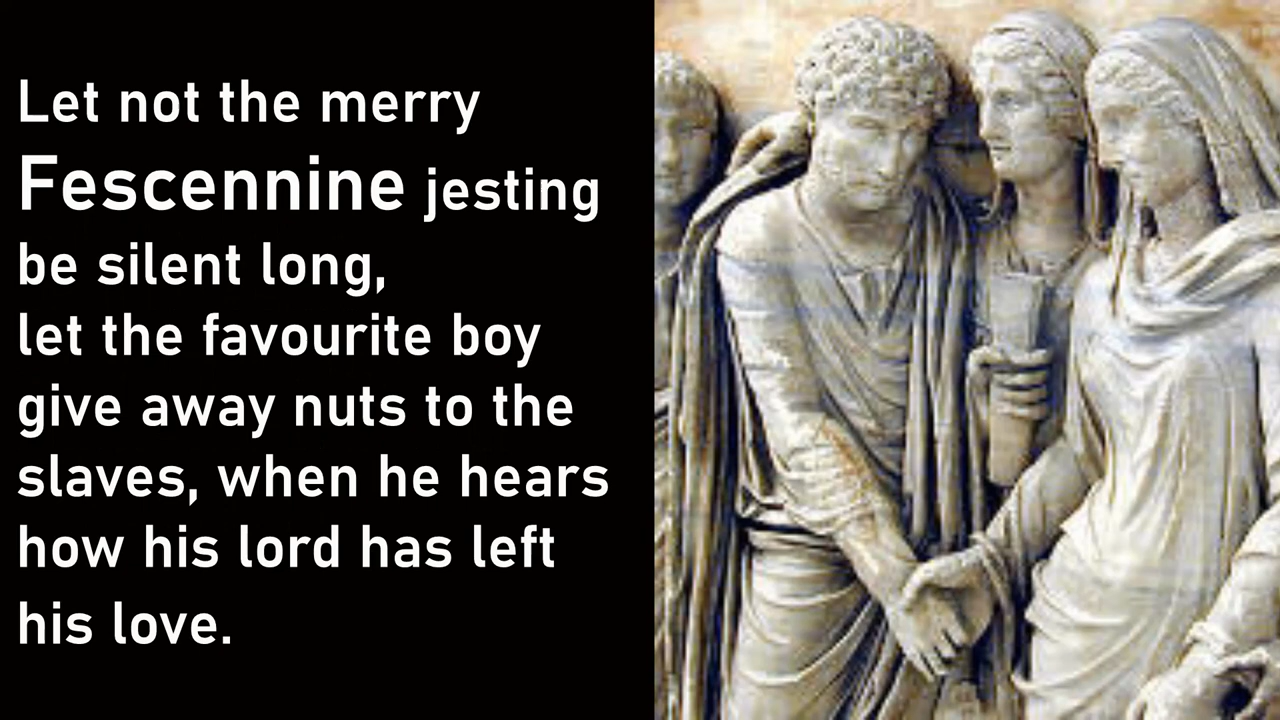 Let not the merry
Fescennine jesting
be silent long,
let the favourite boy
give away nuts to the
slaves, when he hears
how his lord has left
his love.